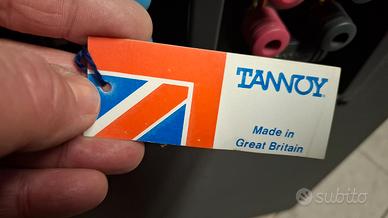 TANNOY
Made in
Great Britain
subito